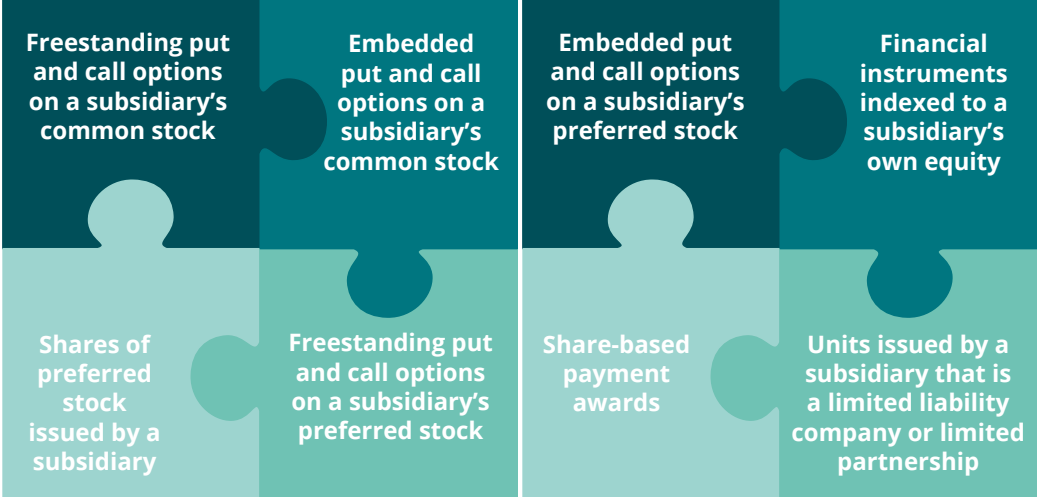 Freestanding put
and call options
on a subsidiary's
common stock
Embedded
put and call
options on a
subsidiary's
common stock
Embedded put
and call options
on a subsidiary's
preferred stock
Financial
instruments
indexed to a
subsidiary's
own equity
Shares of
preferred
stock
issued by a
subsidiary
Freestanding put
and call options
on a subsidiary's
preferred stock
Share-based
payment
awards
Units issued by a
subsidiary that is
a limited liability
company or limited
partnership